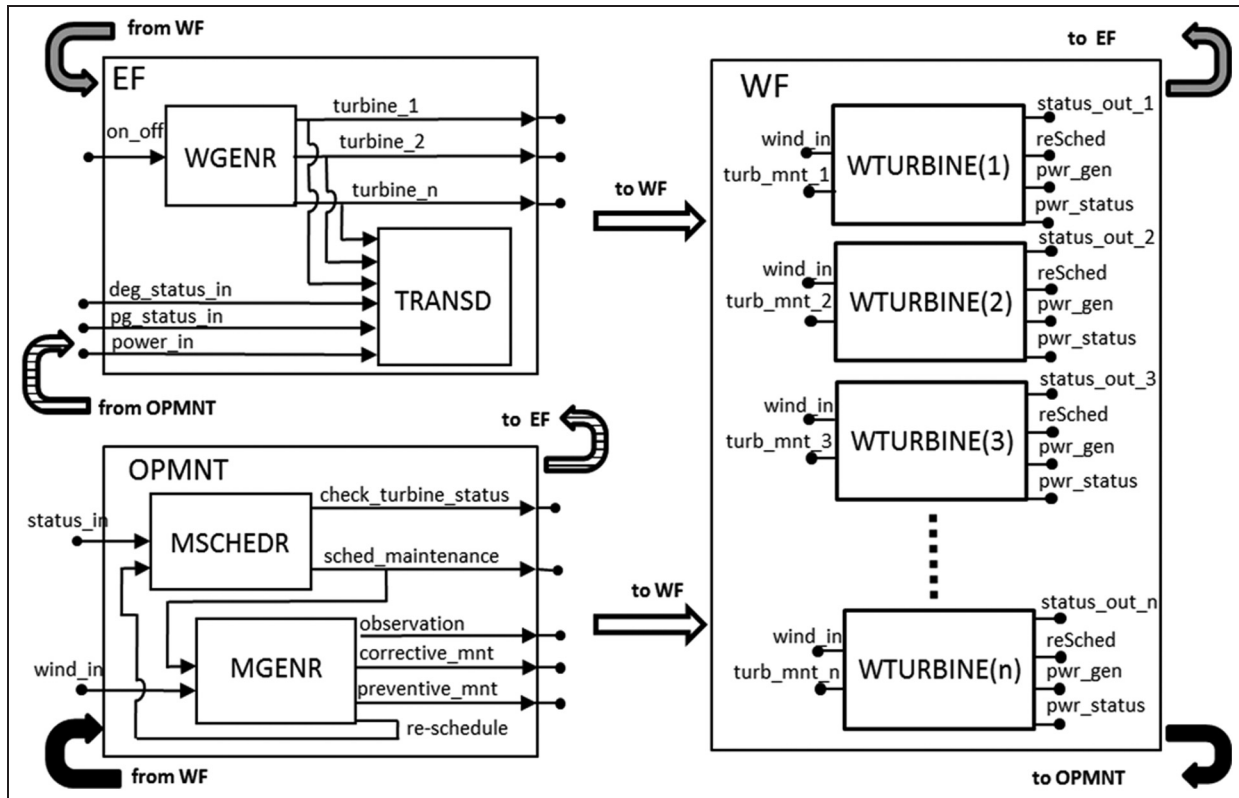 from WF
EF
on_off
WGENR
turbine_1
turbine_2
turbine_n
deg_status_in
pg_status_in
power_in
TRANSD
from OPMNT
to EF
OPMNT
status_in
MSCHEDR
check_turbine_status
sched_maintenance
wind_in
MGENR
observation
corrective_mnt
preventive_mnt
re-schedule
from WF
to WF
to WF
to EF
WF
wind_in
turb_mnt_1
WTURBINE(1)
status_out_1
reSched
pwr_gen
pwr_status
wind_in
turb_mnt_2
WTURBINE(2)
status_out_2
reSched
pwr_gen
pwr_status
wind_in
turb_mnt_3
WTURBINE(3)
status_out_3
reSched
pwr_gen
pwr_status
wind_in
turb_mnt_n
WTURBINE(n)
status_out_n
reSched
pwr_gen
pwr_status
to OPMNT